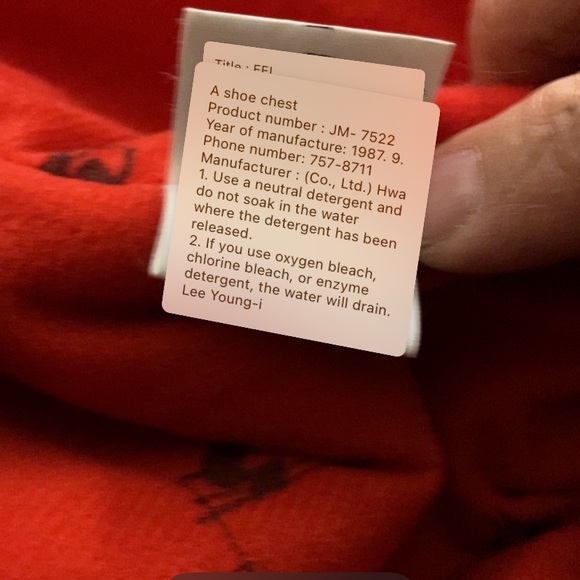 A shoe chest
Product number : JM- 7522
Year of manufacture: 1987. 9.
Phone number: 757-8711
Manufacturer : (Co., Ltd.) Hwa
1. Use a neutral detergent and
do not soak in the water
where the detergent has been
released.
2. If you use oxygen bleach,
chlorine bleach, or enzyme
detergent, the water will drain.
Lee Young-i